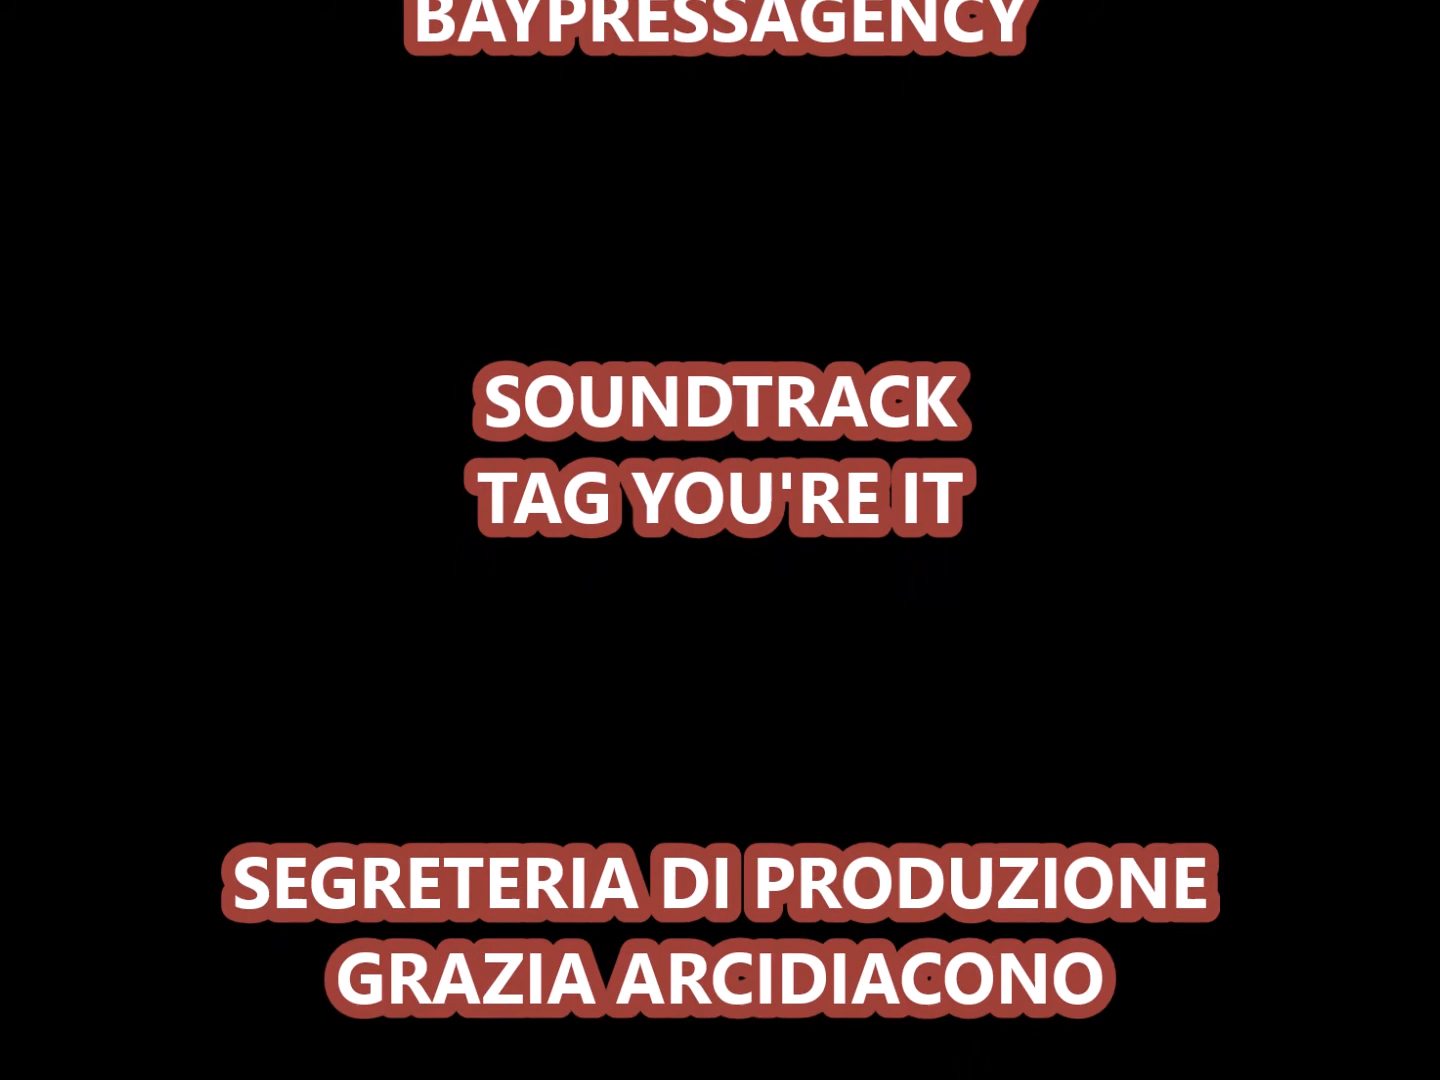 BAYPRESSAGENCY
SOUNDTRACK
TAG YOU'RE IT
SEGRETERIA DI PRODUZIONE
GRAZIA ARCIDIACONO